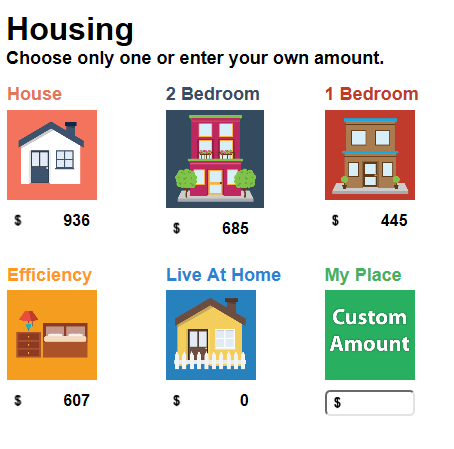 Housing
Choose only one or enter your own amount.
House 2 Bedroom 1 Bedroom
$ 936 $ 685 $ 445
Efficiency Live At Home My Place
Custom
Amount
$ 607 $ 0 $